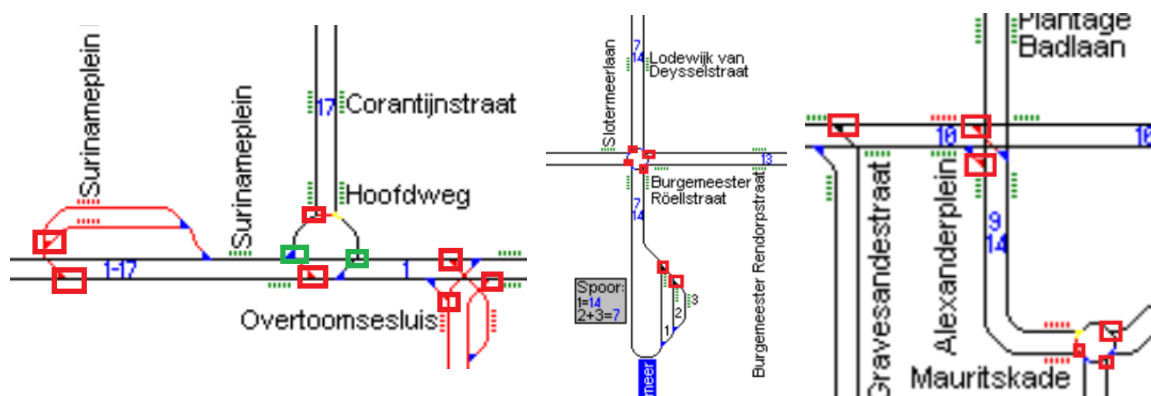 Surinameplein
Surinameplein
17
Corantijnstraat
Hoofdweg
1-17
1
Overtoomsesluis
7
14
Lodewijk van
Deysselstraat
Slotermeerlaan
13
Burgemeester
Röellstraat
7
14
Burgemeester Rendorpstraat
Spoor:
1=14
2+3=7
1
2
3
meer
Plantage
Badlaan
10
10
9
14
Gravesandestraat
Alexanderplein
Mauritskade